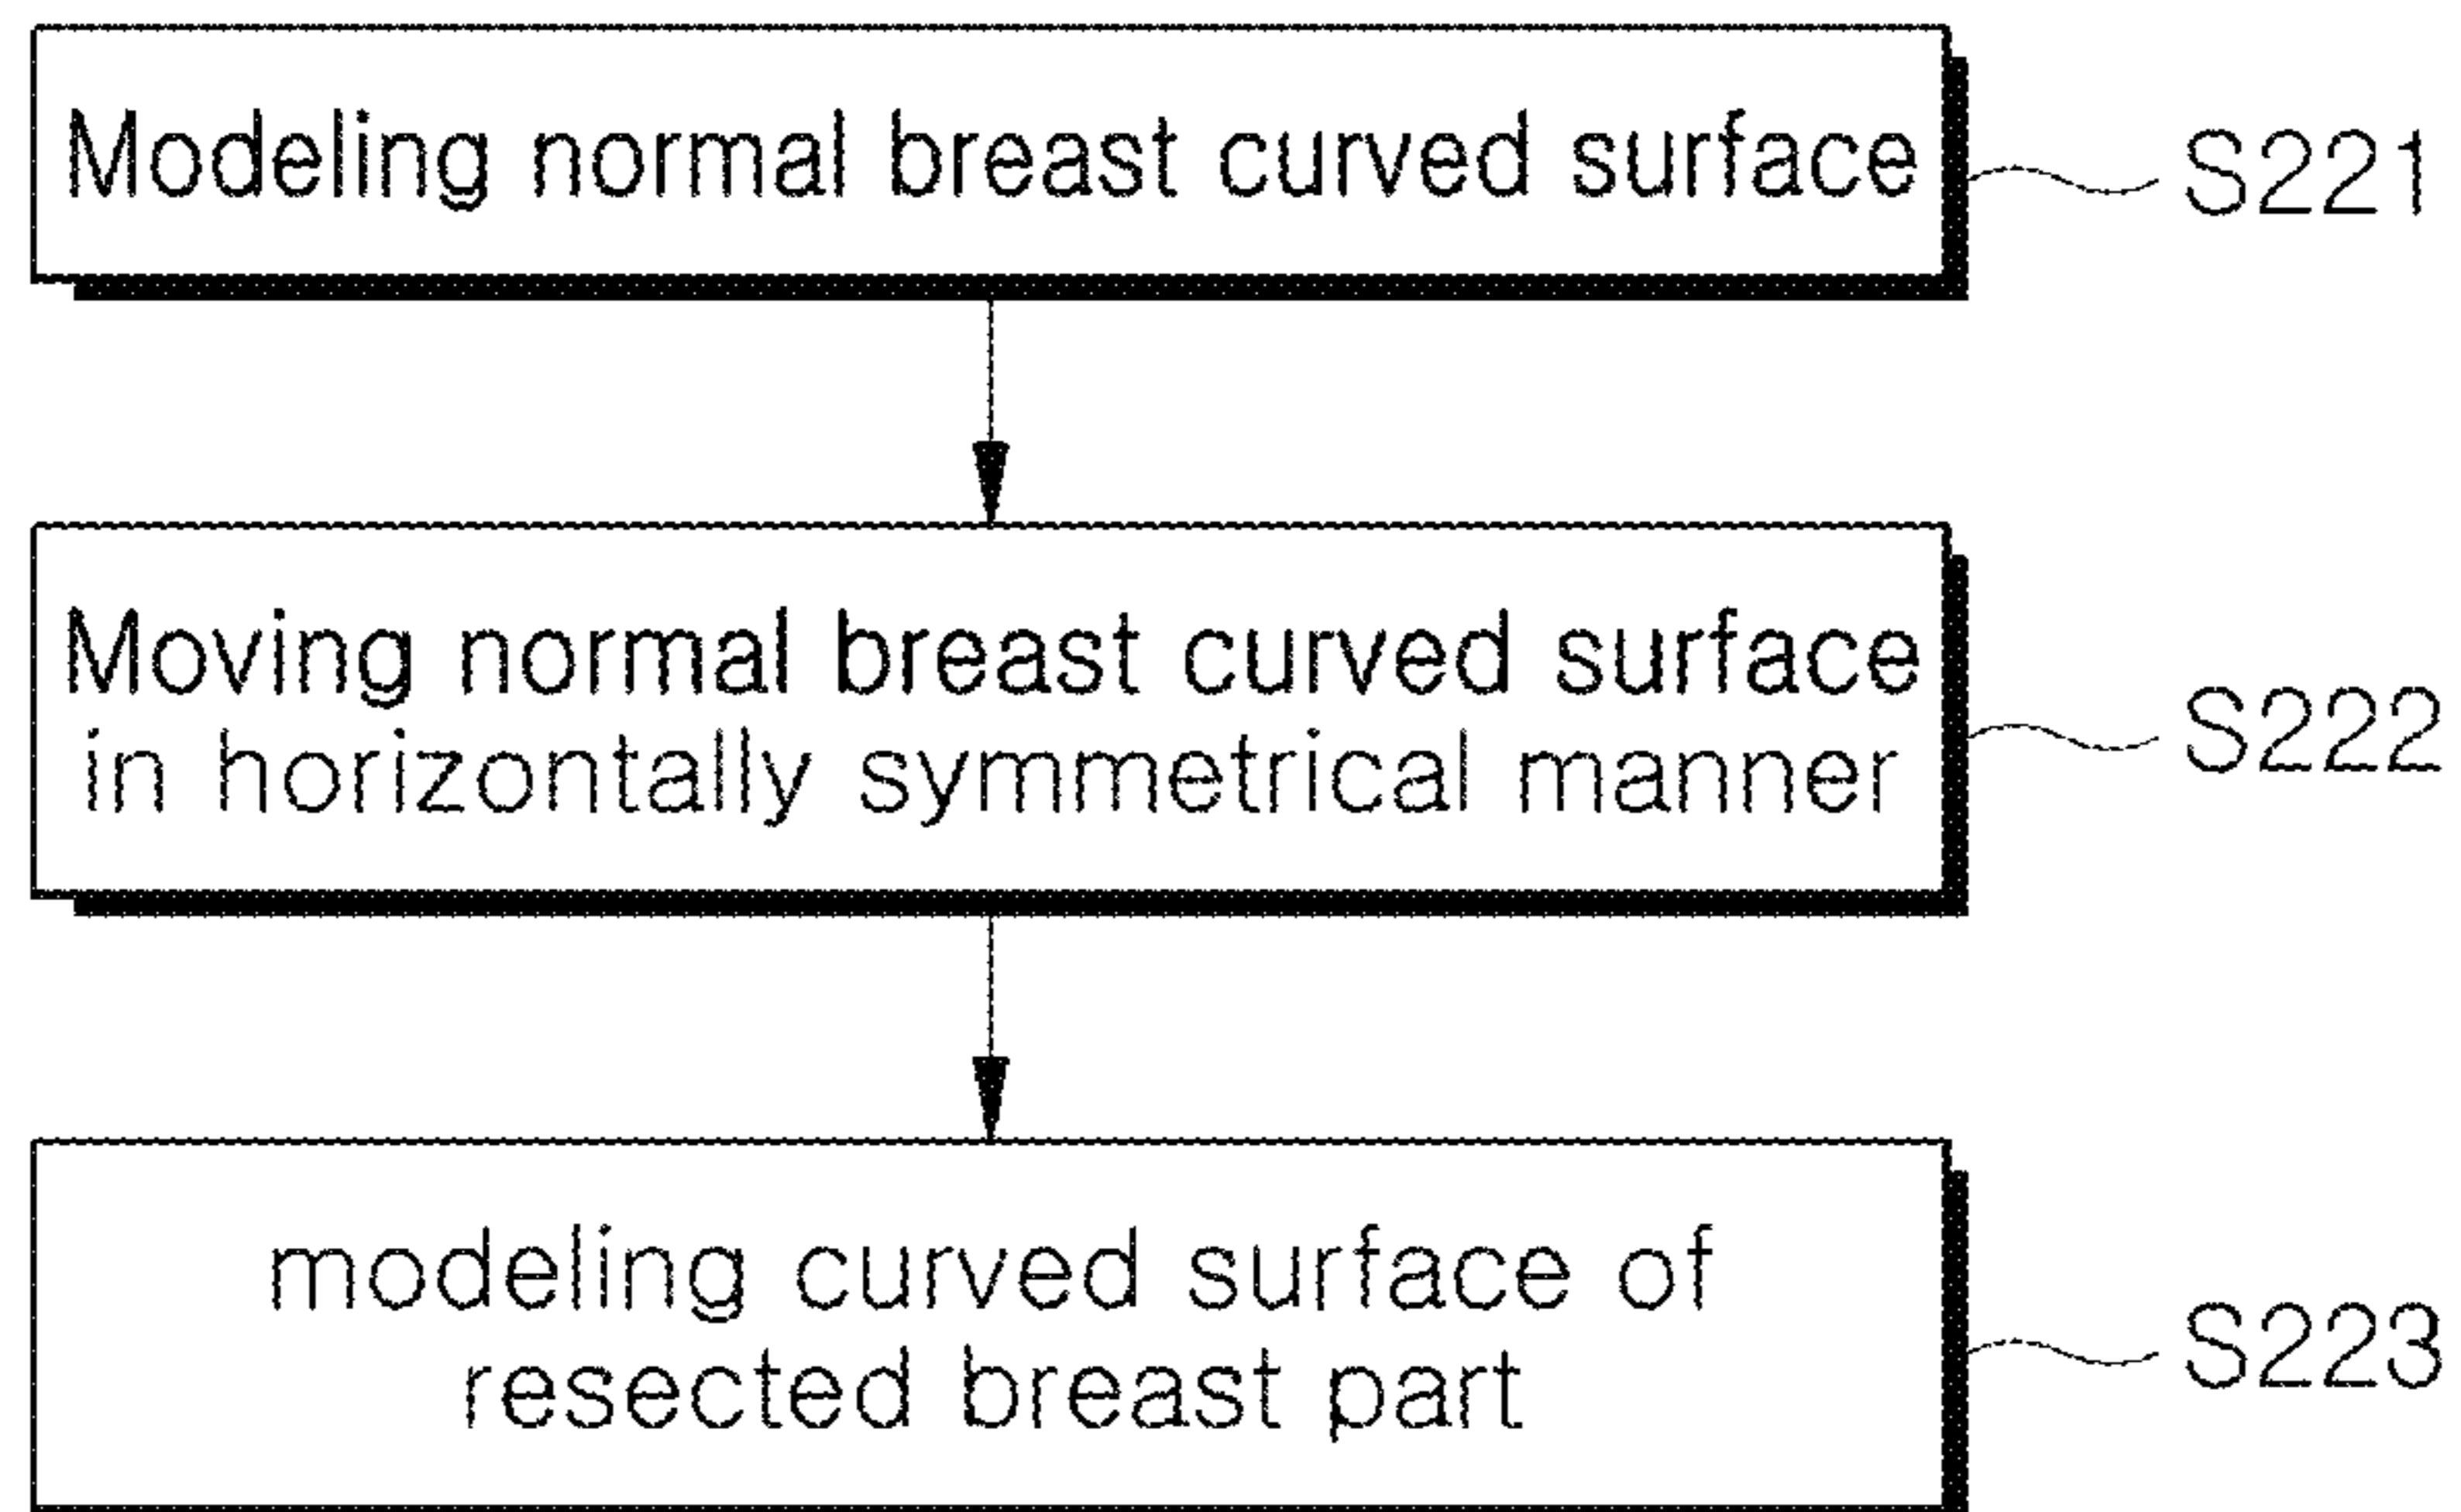 Modeling normal breast curved surface
S221
Moving normal breast curved surface
in horizontally symmetrical manner
S222
modeling curved surface of
resected breast part
S223